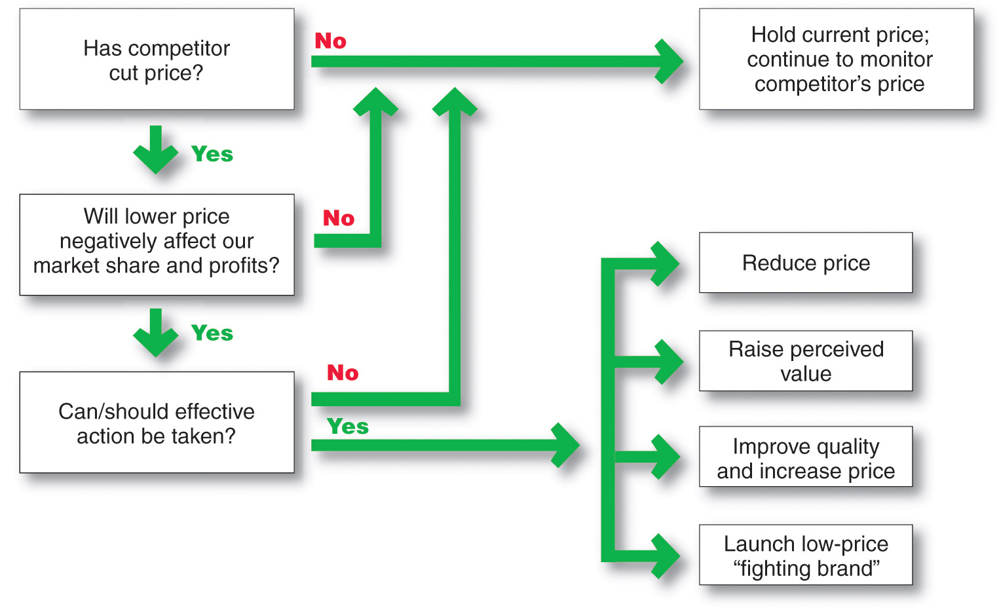 Has competitor
cut price?
No
Hold current price;
continue to monitor
competitor’s price
Yes
Will lower price
negatively affect our
market share and profits?
No
Yes
Can/should effective
action be taken?
No
Yes
Reduce price
Raise perceived
value
Improve quality
and increase price
Launch low-price
“fighting brand”